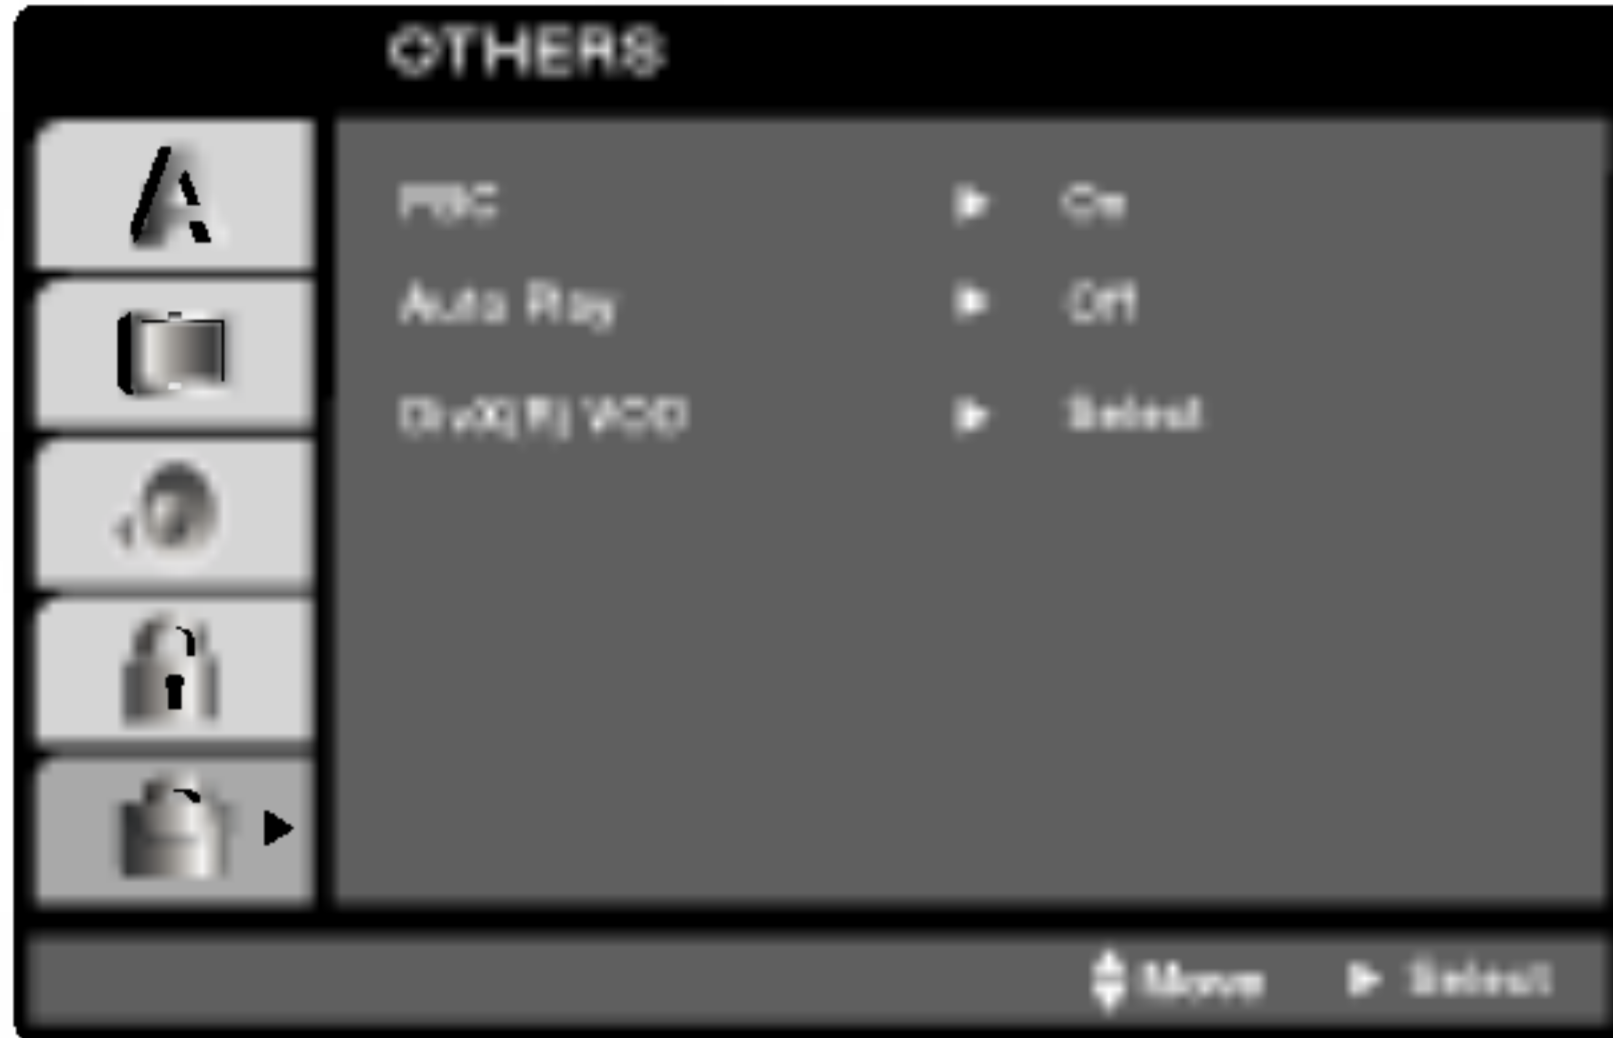 OTHERS
PBC On
Auto Play Off
DivX(R) VOD Select
Move Select